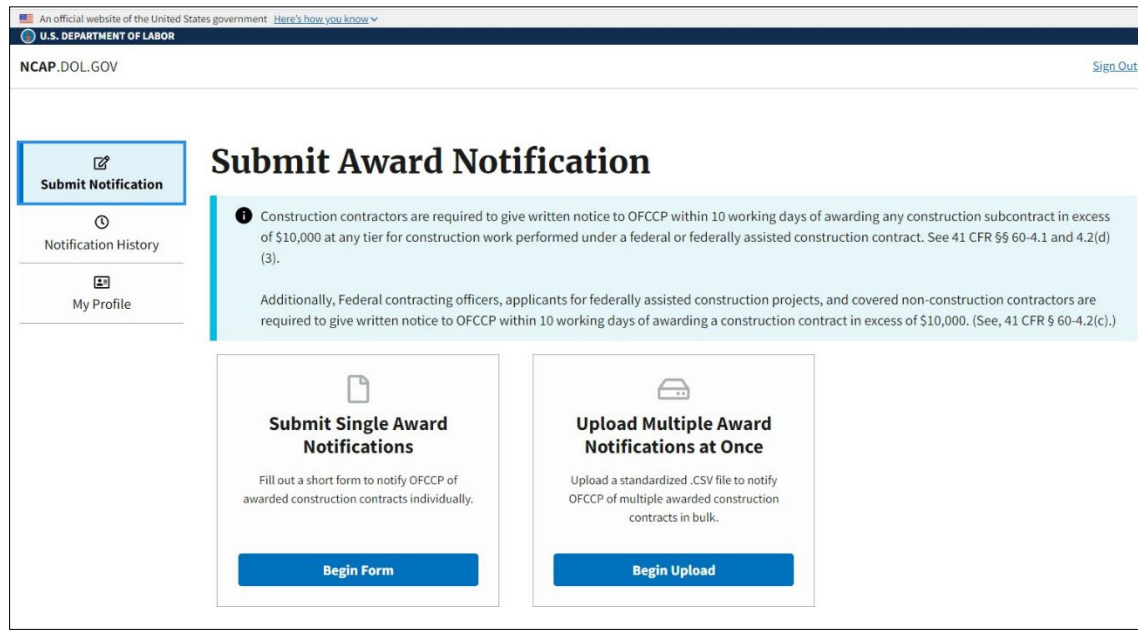 An official website of the United States government Here's how you know
U.S. DEPARTMENT OF LABOR
NCAP.DOL.GOV
Sign Out
Submit Notification
Notification History
My Profile
Submit Award Notification
Construction contractors are required to give written notice to OFCCP within 10 working days of awarding any construction subcontract in excess
of $10,000 at any tier for construction work performed under a federal or federally assisted construction contract. See 41 CFR §§ 60-4.1 and 4.2(d)
(3).
Additionally, Federal contracting officers, applicants for federally assisted construction projects, and covered non-construction contractors are
required to give written notice to OFCCP within 10 working days of awarding a construction contract in excess of $10,000. (See, 41 CFR § 60-4.2(c).)
Submit Single Award
Notifications
Fill out a short form to notify OFCCP of
awarded construction contracts individually.
Begin Form
Upload Multiple Award
Notifications at Once
Upload a standardized .CSV file to notify
OFCCP of multiple awarded construction
contracts in bulk.
Begin Upload